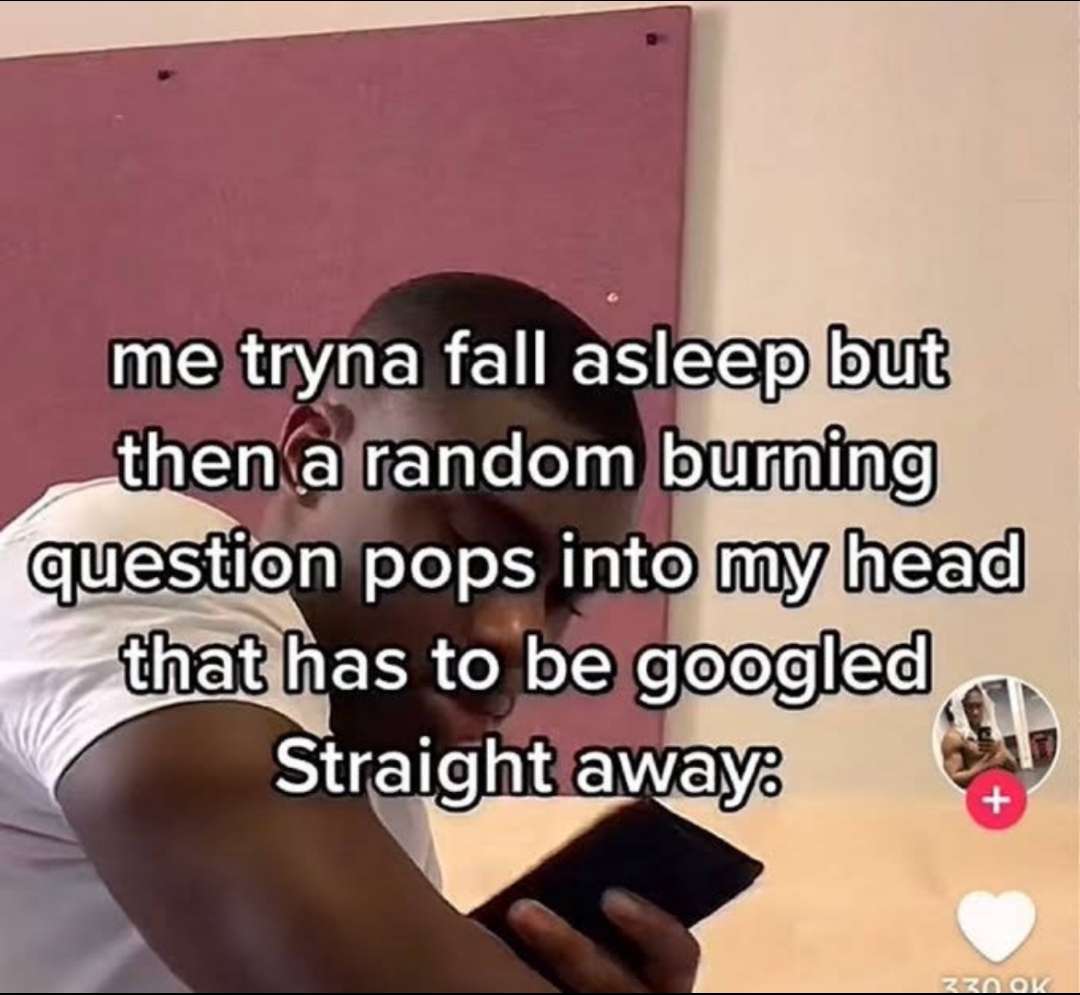 me tryna fall asleep but
then a random burning
question pops into my head
that has to be googled
Straight away:
330.9K